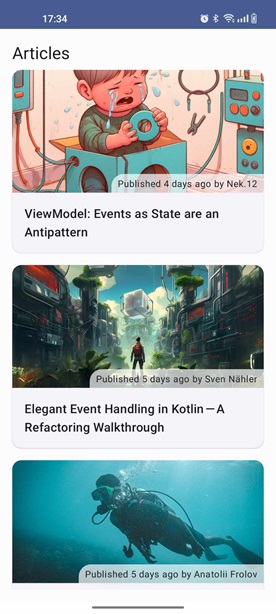 17:34
Articles
Published 4 days ago by Nek.12
ViewModel: Events as State are an
Antipattern
Published 5 days ago by Sven Nähler
Elegant Event Handling in Kotlin — A
Refactoring Walkthrough
Published 5 days ago by Anatolii Frolov